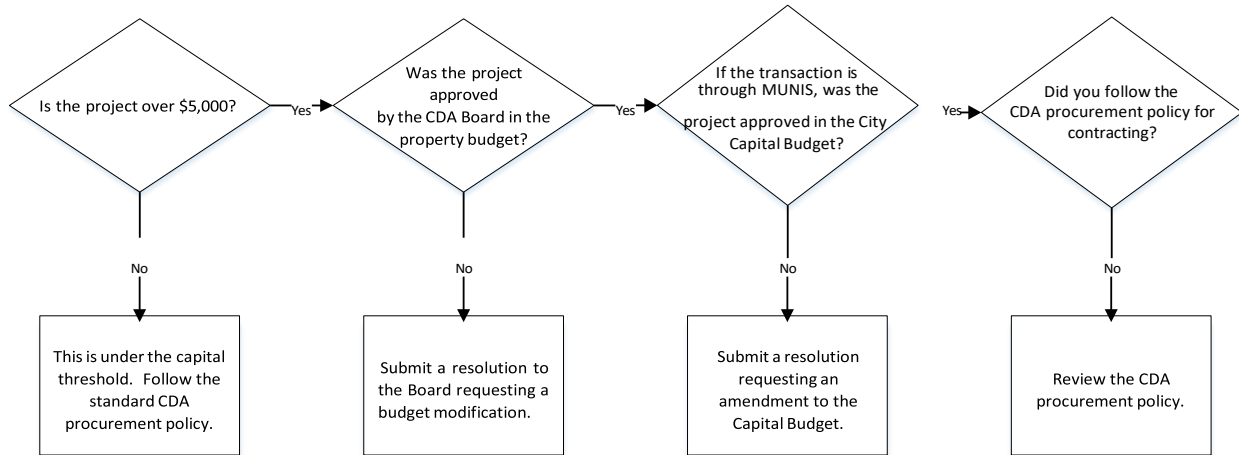 Is the project over $5,000?
Yes
Was the project
approved
by the CDA Board in the
property budget?
Yes
If the transaction is
through MUNIS, was the
project approved in the City
Capital Budget?
Yes
Did you follow the
CDA procurement policy for
contracting?
No
No
No
No
This is under the capital
threshold. Follow the
standard CDA
procurement policy.
Submit a resolution to
the Board requesting a
budget modification.
Submit a resolution
requesting an
amendment to the
Capital Budget.
Review the CDA
procurement policy.